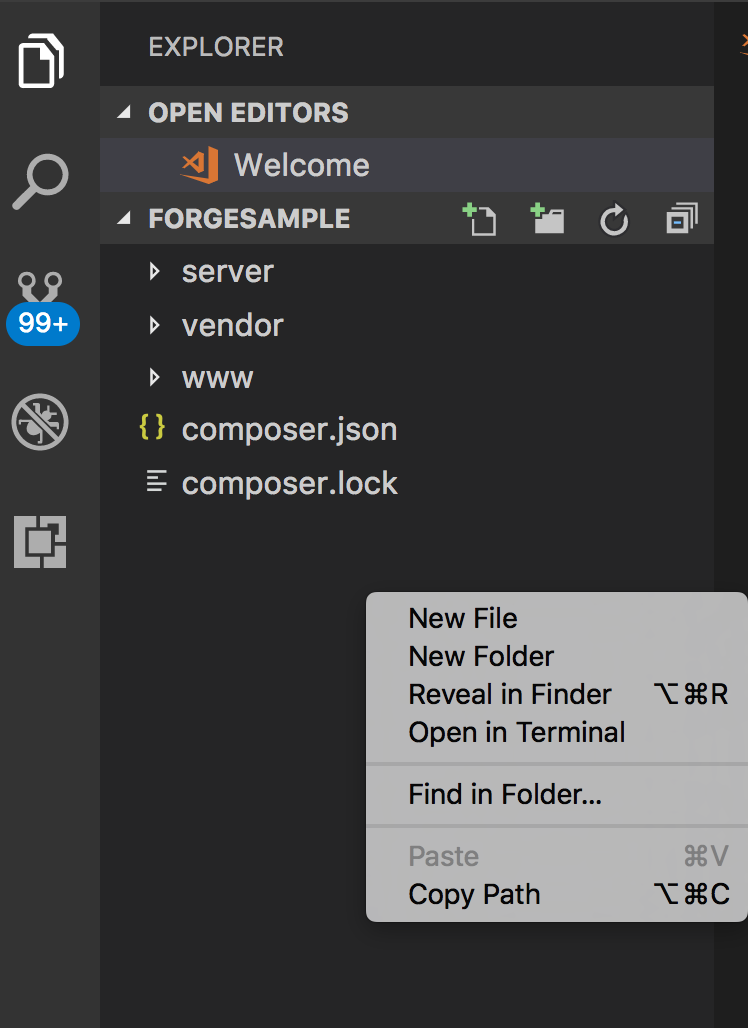 EXPLORER
OPEN EDITORS
Welcome
FORGESAMPLE
server
vendor
99+
www
composer.json
composer.lock
New File
New Folder
Reveal in Finder ⌥⌘R
Open in Terminal
Find in Folder...
Paste ⌘V
Copy Path ⌥⌘C